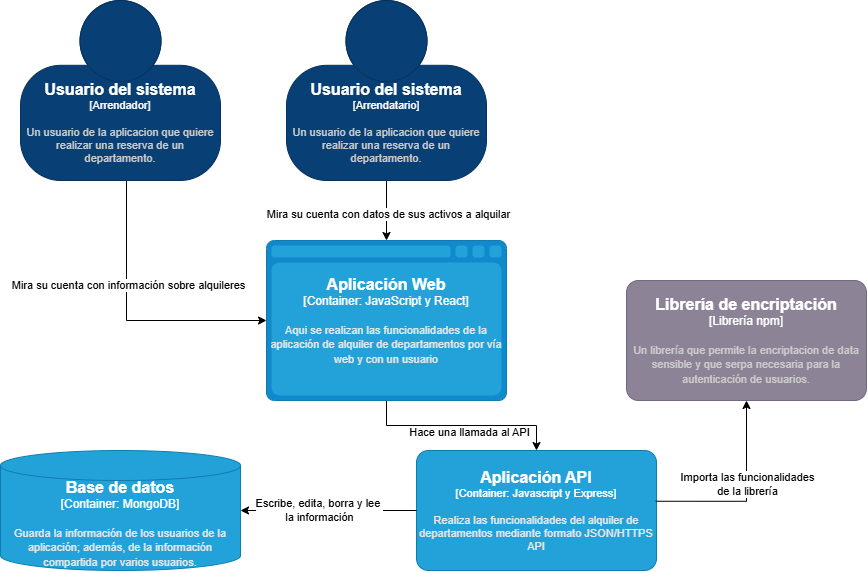 Usuario del sistema
[Arrendador]
Un usuario de la aplicacion que quiere
realizar una reserva de un
departamento.
Usuario del sistema
[Arrendatario]
Un usuario de la aplicacion que quiere
realizar una reserva de un
departamento.
Mira su cuenta con datos de sus activos a alquilar
Mira su cuenta con información sobre alquileres
Aplicación Web
[Container: JavaScript y React]
Aqui se realizan las funcionalidades de la
aplicación de alquiler de departamentos por vía
web y con un usuario
Librería de encriptación
[Librería npm]
Un librería que permite la encriptacion de data
sensible y que serpa necesaria para la
autenticación de usuarios.
Hace una llamada al API
Base de datos
[Container: MongoDB]
Guarda la información de los usuarios de la
aplicación; además, de la información
compartida por varios usuarios.
Escribe, edita, borra y lee
la información
Aplicación API
[Container: Javascript y Express]
Realiza las funcionalidades del alquiler de
departamentos mediante formato JSON/HTTPS
API
Importa las funcionalidades
de la librería